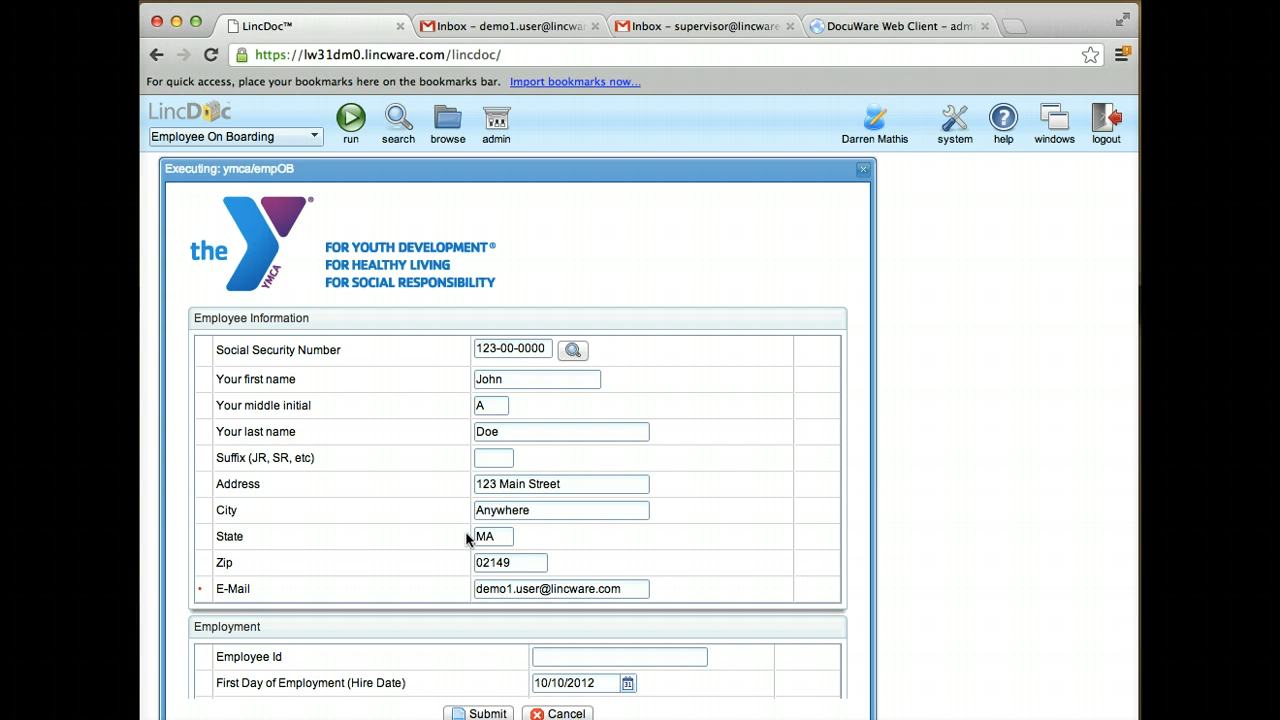 LincDoc™
Inbox – demo1.user@lincwar
Inbox – supervisor@lincware
DocuWare Web Client – adm
https://lw31dm0.lincware.com/lincdoc/
For quick access, place your bookmarks here on the bookmarks bar. Import bookmarks now...
LincDoc
Employee On Boarding
run
search
browse
admin
Darren Mathis
system
help
windows
logout
Executing: ymca/empOB
the
YMCA
FOR YOUTH DEVELOPMENT®
FOR HEALTHY LIVING
FOR SOCIAL RESPONSIBILITY
Employee Information
Social Security Number 123-00-0000
Your first name John
Your middle initial A
Your last name Doe
Suffix (JR, SR, etc)
Address 123 Main Street
City Anywhere
State MA
Zip 02149
• E-Mail demo1.user@lincware.com
Employment
Employee Id
First Day of Employment (Hire Date) 10/10/2012 31
Submit Cancel